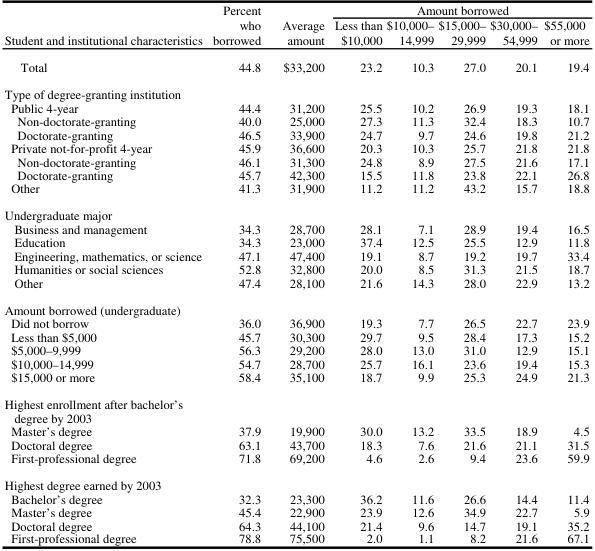 Percent Amount borrowed
who Average Less than $10,000– $15,000– $30,000– $55,000
Student and institutional characteristics borrowed amount $10,000 14,999 29,999 54,999 or more
Total 44.8 $33,200 23.2 10.3 27.0 20.1 19.4
Type of degree-granting institution
Public 4-year 44.4 31,200 25.5 10.2 26.9 19.3 18.1
Non-doctorate-granting 40.0 25,000 27.3 11.3 32.4 18.3 10.7
Doctorate-granting 46.5 33,900 24.7 9.7 24.6 19.8 21.2
Private not-for-profit 4-year 45.9 36,600 20.3 10.3 25.7 21.8 21.8
Non-doctorate-granting 46.1 31,300 24.8 8.9 27.5 21.6 17.1
Doctorate-granting 45.7 42,300 15.5 11.8 23.8 22.1 26.8
Other 41.3 31,900 11.2 11.2 43.2 15.7 18.8
Undergraduate major
Business and management 34.3 28,700 28.1 7.1 28.9 19.4 16.5
Education 34.3 23,000 37.4 12.5 25.5 12.9 11.8
Engineering, mathematics, or science 47.1 47,400 19.1 8.7 19.2 19.7 33.4
Humanities or social sciences 52.8 32,800 20.0 8.5 31.3 21.5 18.7
Other 47.4 28,100 21.6 14.3 28.0 22.9 13.2
Amount borrowed (undergraduate)
Did not borrow 36.0 36,900 19.3 7.7 26.5 22.7 23.9
Less than $5,000 45.7 30,300 29.7 9.5 28.4 17.3 15.2
$5,000–9,999 56.3 29,200 28.0 13.0 31.0 12.9 15.1
$10,000–14,999 54.7 28,700 25.7 16.1 23.6 19.4 15.3
$15,000 or more 58.4 35,100 18.7 9.9 25.3 24.9 21.3
Highest enrollment after bachelor's
degree by 2003
Master's degree 37.9 19,900 30.0 13.2 33.5 18.9 4.5
Doctoral degree 63.1 43,700 18.3 7.6 21.6 21.1 31.5
First-professional degree 71.8 69,200 4.6 2.6 9.4 23.6 59.9
Highest degree earned by 2003
Bachelor's degree 32.3 23,300 36.2 11.6 26.6 14.4 11.4
Master's degree 45.4 22,900 23.9 12.6 34.9 22.7 5.9
Doctoral degree 64.3 44,100 21.4 9.6 14.7 19.1 35.2
First-professional degree 78.8 75,500 2.0 1.1 8.2 21.6 67.1